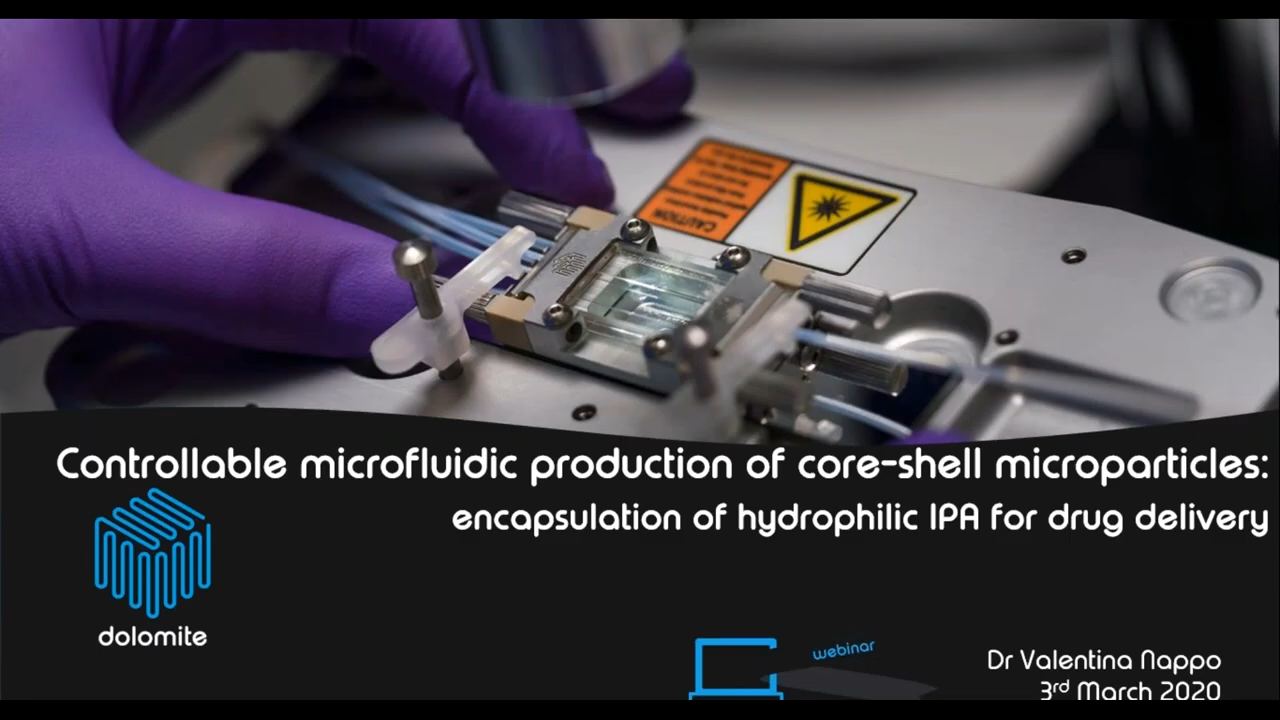 CAUTION
Controllable microfluidic production of core-shell microparticles:
encapsulation of hydrophilic IPA for drug delivery
dolomite
webinar
Dr Valentina Nappo
3rd March 2020